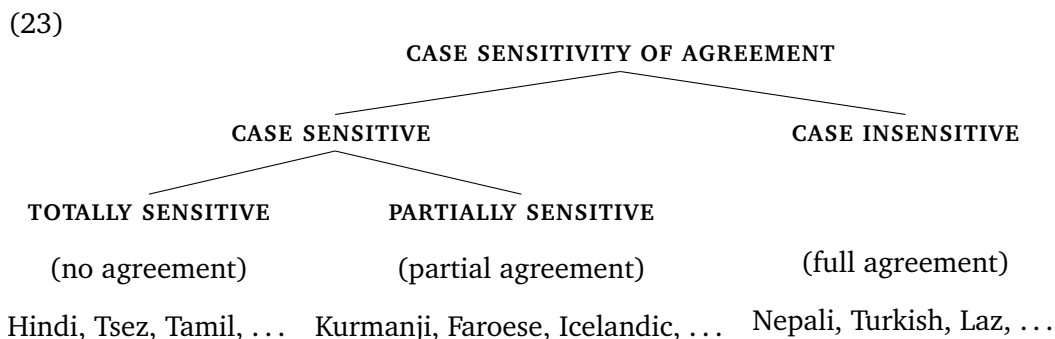 (23)
CASE SENSITIVITY OF AGREEMENT
CASE SENSITIVE CASE INSENSITIVE
TOTALLY SENSITIVE PARTIALLY SENSITIVE
(no agreement) (partial agreement) (full agreement)
Hindi, Tsez, Tamil, ... Kurmanji, Faroese, Icelandic, ... Nepali, Turkish, Laz, ...